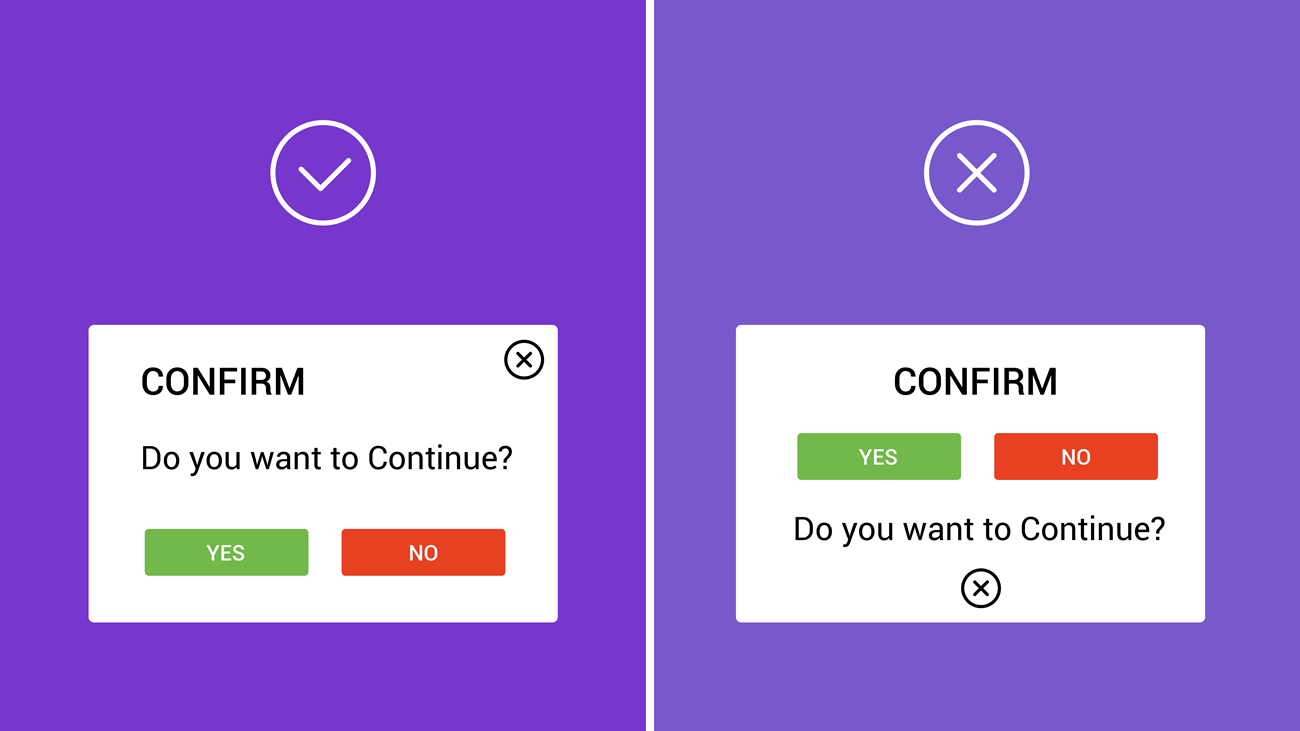 CONFIRM
Do you want to Continue?
YES
NO
CONFIRM
YES
NO
Do you want to Continue?